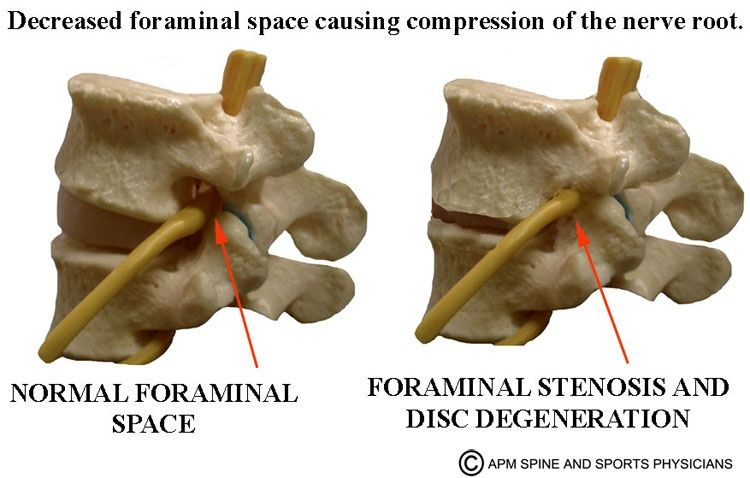 Decreased foraminal space causing compression of the nerve root.
NORMAL FORAMINAL
SPACE
FORAMINAL STENOSIS AND
DISC DEGENERATION
© APM SPINE AND SPORTS PHYSICIANS